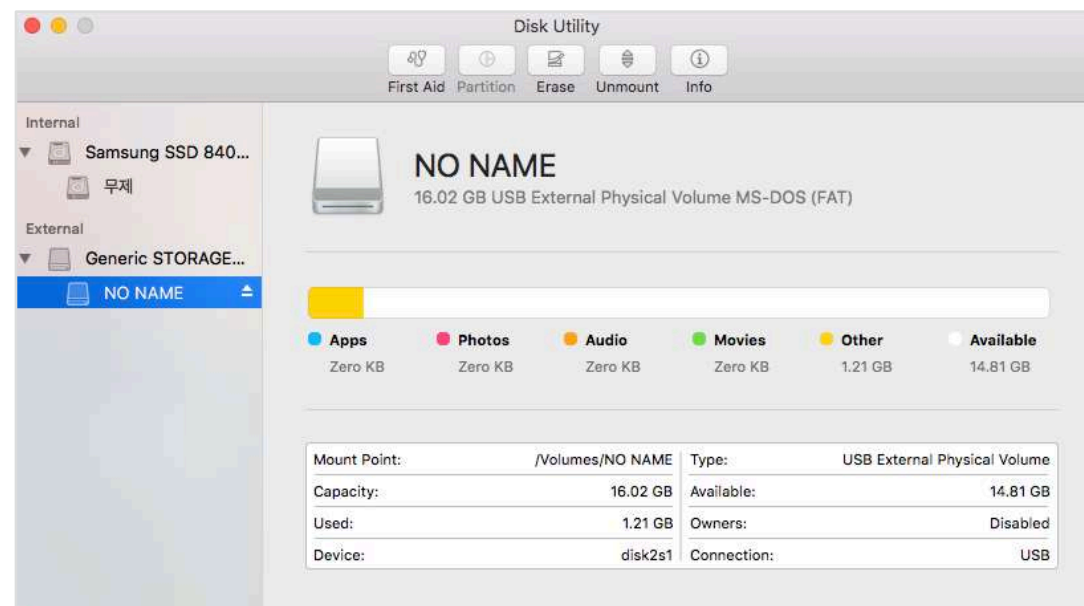 Disk Utility
First Aid Partition Erase Unmount Info
Internal
Samsung SSD 840...
무제
External
Generic STORAGE...
NO NAME
NO NAME
16.02 GB USB External Physical Volume MS-DOS (FAT)
Apps Photos Audio Movies Other Available
Zero KB Zero KB Zero KB Zero KB 1.21 GB 14.81 GB
Mount Point: /Volumes/NO NAME Type: USB External Physical Volume
Capacity: 16.02 GB Available: 14.81 GB
Used: 1.21 GB Owners: Disabled
Device: disk2s1 Connection: USB